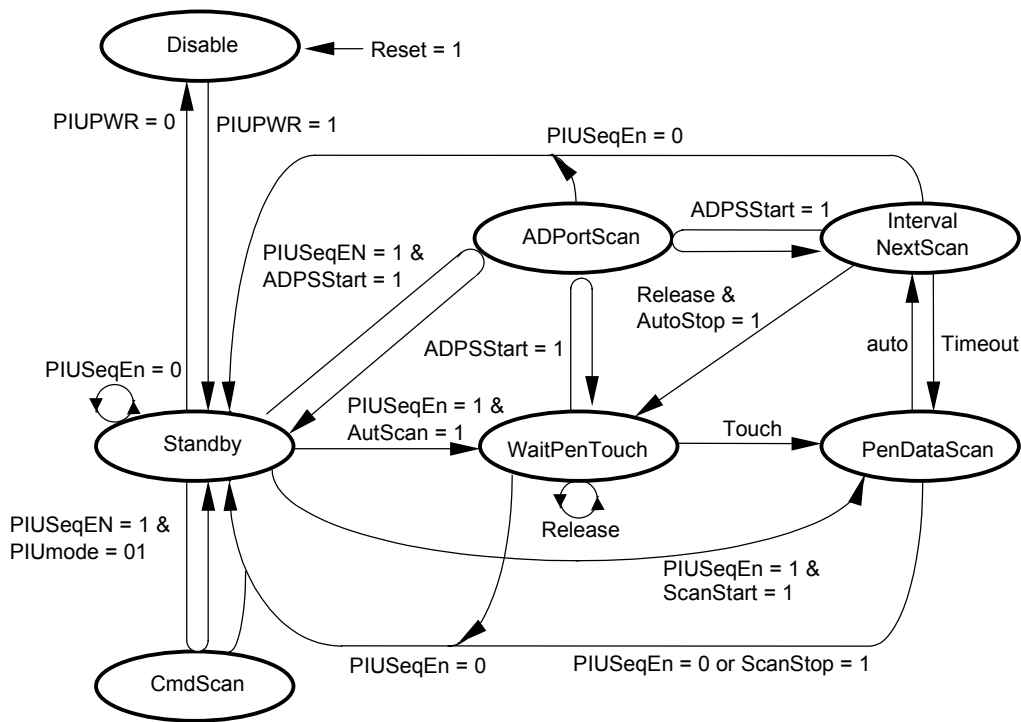 Disable
Reset = 1
PIUPWR = 0
PIUPWR = 1
PIUSeqEn = 0
ADPortScan
ADPSStart = 1
Interval
NextScan
PIUSeqEN = 1 &
ADPSStart = 1
Release &
AutoStop = 1
ADPSStart = 1
auto
Timeout
PIUSeqEn = 0
PIUSeqEn = 1 &
AutScan = 1
Standby
WaitPenTouch
Touch
PenDataScan
PIUSeqEN = 1 &
PIUmode = 01
Release
PIUSeqEn = 1 &
ScanStart = 1
PIUSeqEn = 0
PIUSeqEn = 0 or ScanStop = 1
CmdScan